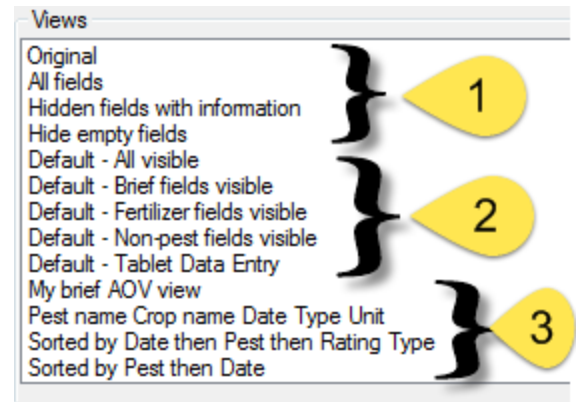 Views
Original
All fields
Hidden fields with information
Hide empty fields
Default - All visible
Default - Brief fields visible
Default - Fertilizer fields visible
Default - Non-pest fields visible
Default - Tablet Data Entry
My brief AOV view
Pest name Crop name Date Type Unit
Sorted by Date then Pest then Rating Type
Sorted by Pest then Date
1
2
3